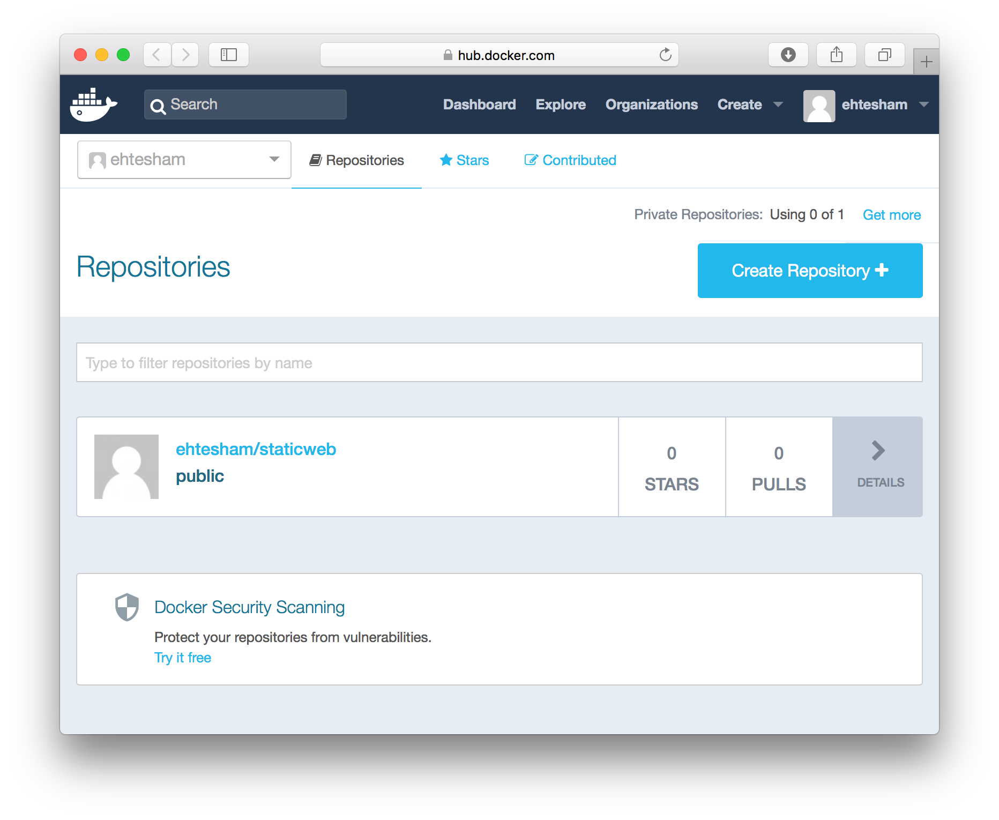 hub.docker.com
Search
Dashboard Explore Organizations Create ehtesham
ehtesham Repositories Stars Contributed
Private Repositories: Using 0 of 1 Get more
Repositories
Create Repository
Type to filter repositories by name
ehtesham/staticweb
public
0
STARS
0
PULLS
DETAILS
Docker Security Scanning
Protect your repositories from vulnerabilities.
Try it free